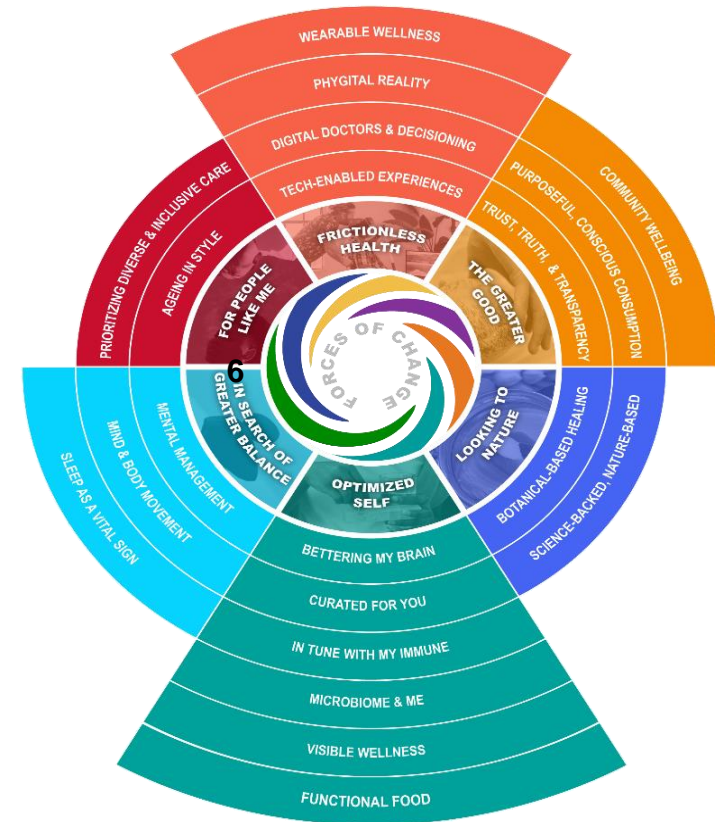 WEARABLE WELLNESS
PHYGITAL REALITY
DIGITAL DOCTORS & DECISIONING
TECH-ENABLED EXPERIENCES
FRICTIONLESS
HEALTH
COMMUNITY WELLBEING
PURPOSEFUL, CONSCIOUS CONSUMPTION
TRUST, TRUTH, & TRANSPARENCY
THE GREATER
GOOD
PRIORITIZING DIVERSE & INCLUSIVE CARE
AGEING IN STYLE
FOR PEOPLE
LIKE ME
FORCES OF CHANGE
6
IN SEARCH OF
GREATER BALANCE
MENTAL MANAGEMENT
MIND & BODY MOVEMENT
SLEEP AS A VITAL SIGN
LOOKING TO
NATURE
BOTANICAL-BASED HEALING
SCIENCE-BACKED, NATURE-BASED
OPTIMIZED
SELF
BETTERING MY BRAIN
CURATED FOR YOU
IN TUNE WITH MY IMMUNE
MICROBIOME & ME
VISIBLE WELLNESS
FUNCTIONAL FOOD